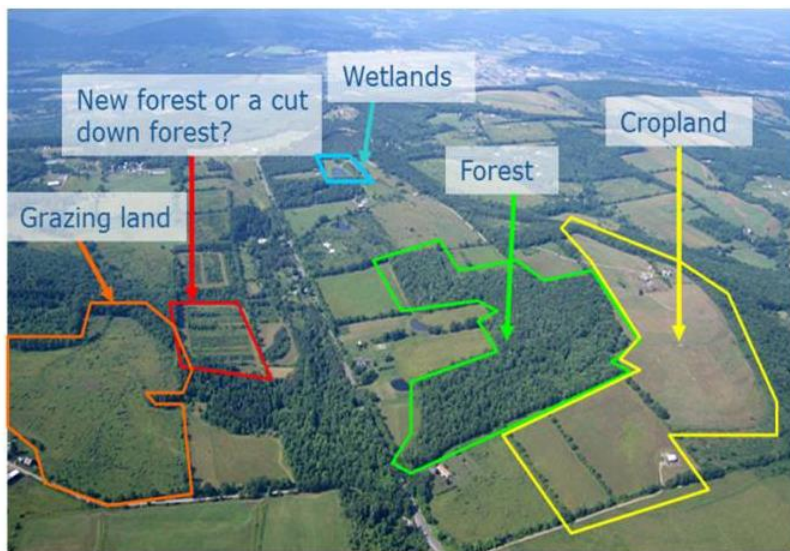 Wetlands
New forest or a cut
down forest?
Cropland
Forest
Grazing land